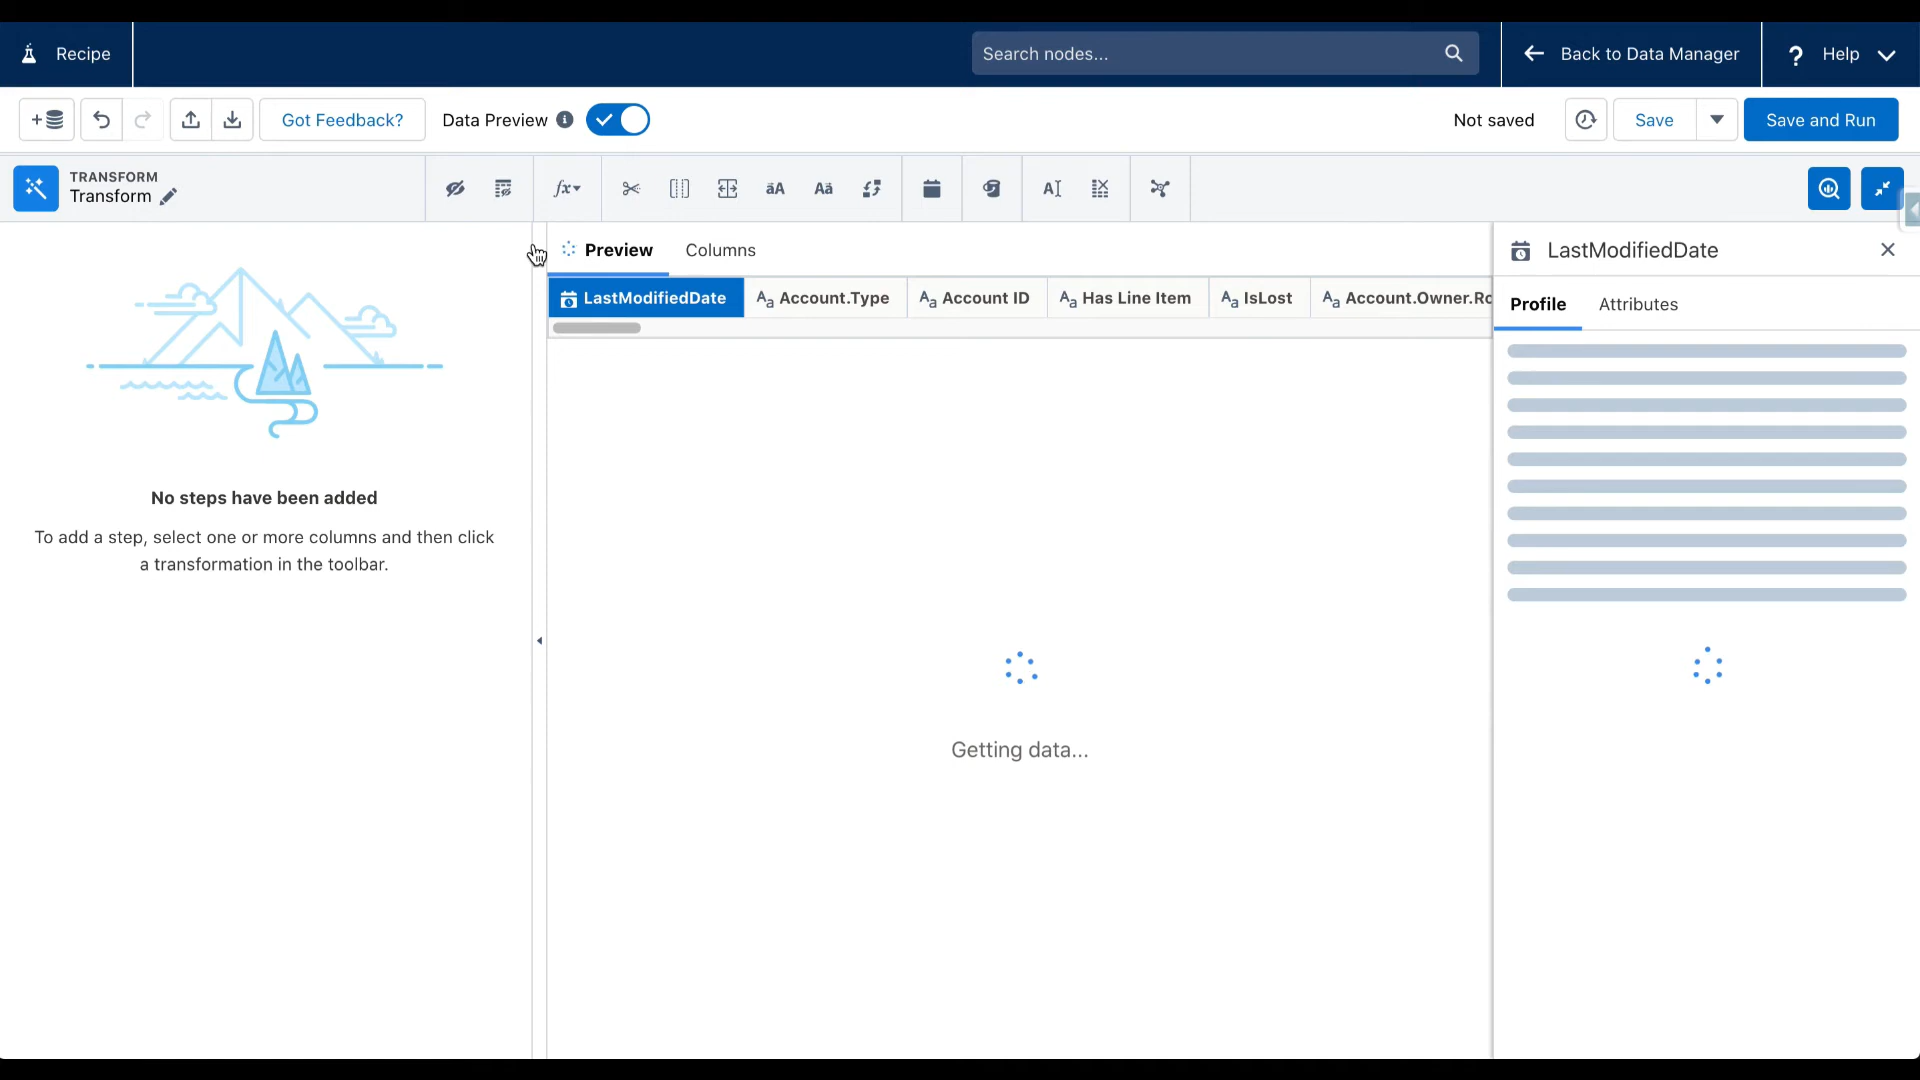 Recipe
Search nodes...
Back to Data Manager
? Help
Got Feedback?
Data Preview
Not saved
Save
Save and Run
TRANSFORM
Transform
Preview
Columns
LastModifiedDate
LastModifiedDate
Account.Type
Account ID
Has Line Item
IsLost
Account.Owner.Ro
Profile
Attributes
No steps have been added
To add a step, select one or more columns and then click
a transformation in the toolbar.
Getting data...